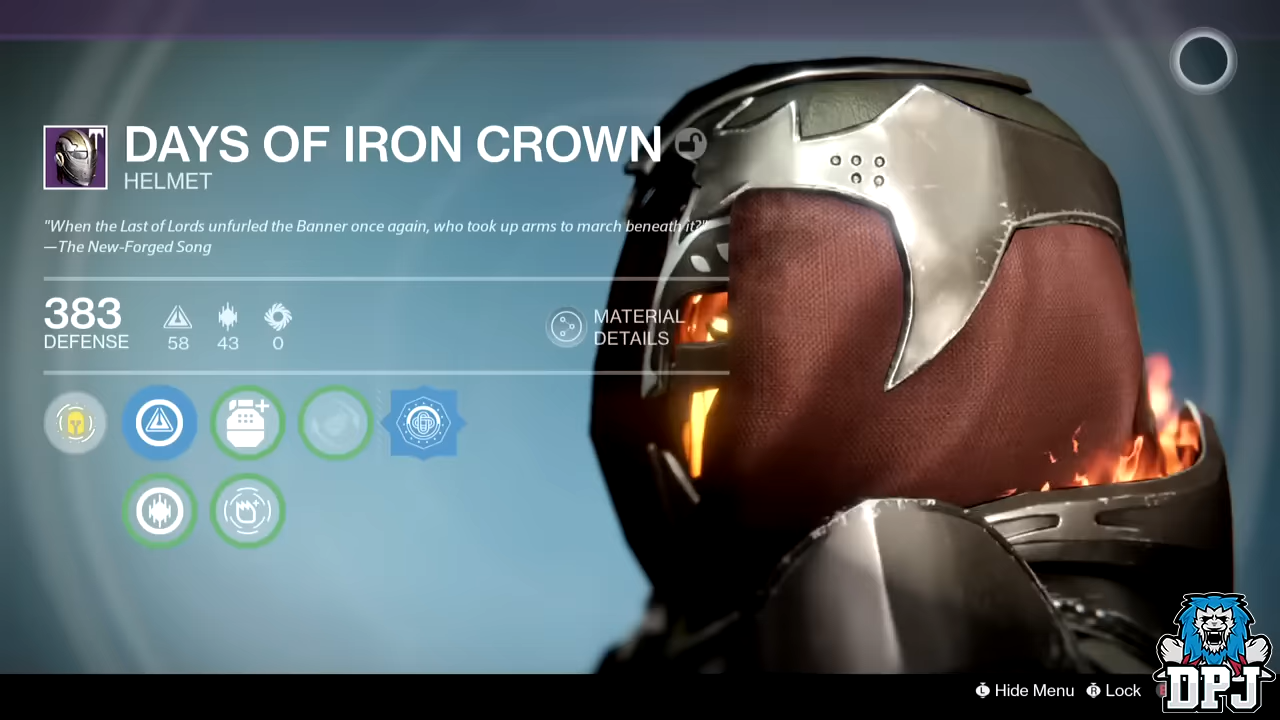 T
DAYS OF IRON CROWN
HELMET
"When the Last of Lords unfurled the Banner once again, who took up arms to march beneath it?"
—The New-Forged Song
383
DEFENSE
58
43
0
MATERIAL
DETAILS
L Hide Menu
R Lock
DPJ